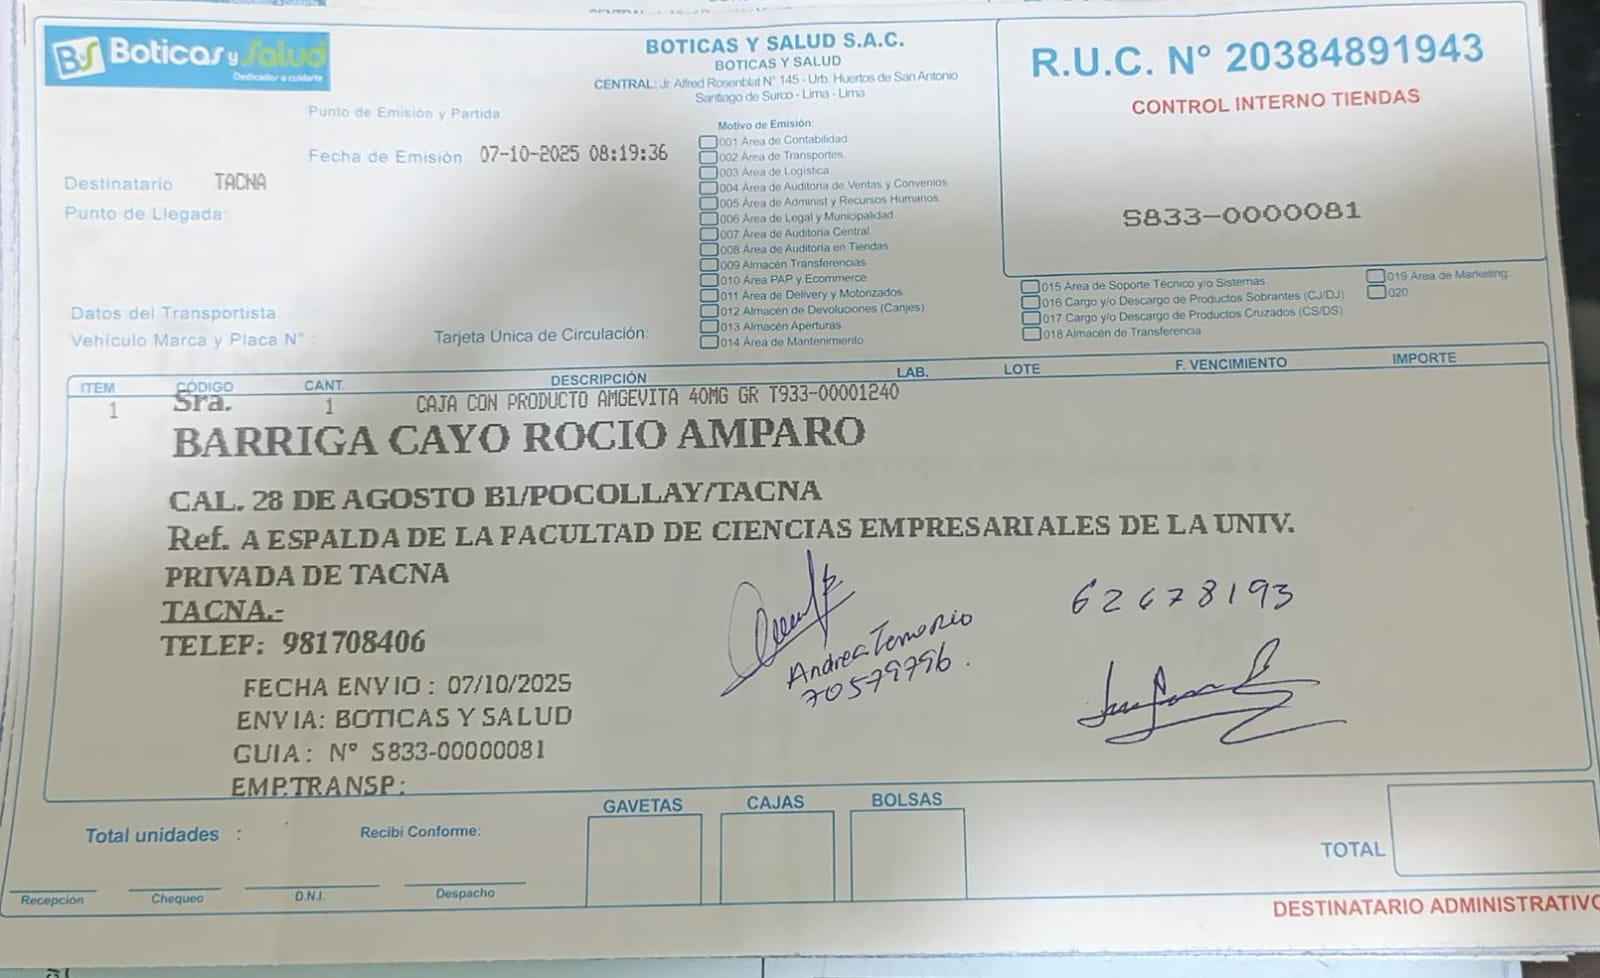 Boticas y Salud
Dedicados a cuidarte
BOTICAS Y SALUD S.A.C.
BOTICAS Y SALUD
CENTRAL: Jr. Alfred Rosenblat N° 145 - Urb. Huertos de San Antonio
Santiago de Surco - Lima - Lima
R.U.C. N° 20384891943
CONTROL INTERNO TIENDAS
S833-0000081
Punto de Emisión y Partida
Fecha de Emisión 07-10-2025 08:19:36
Destinatario TACNA
Punto de Llegada:
Datos del Transportista
Vehículo Marca y Placa N° :
Tarjeta Única de Circulación:
Motivo de Emisión:
001 Área de Contabilidad
002 Área de Transportes
003 Área de Logística
004 Área de Auditoria de Ventas y Convenios
005 Área de Administ y Recursos Humanos
006 Área de Legal y Municipalidad
007 Área de Auditoría Central
008 Área de Auditoría en Tiendas
009 Almacén Transferencias
010 Área PAP y Ecommerce
011 Área de Delivery y Motorizados
012 Almacén de Devoluciones (Canjes)
013 Almacén Aperturas
014 Área de Mantenimiento
015 Área de Soporte Técnico y/o Sistemas
016 Cargo y/o Descargo de Productos Sobrantes (CJ/DJ)
017 Cargo y/o Descargo de Productos Cruzados (CS/DS)
018 Almacén de Transferencia
019 Área de Marketing
020
ITEM CÓDIGO CANT. DESCRIPCIÓN LAB. LOTE F. VENCIMIENTO IMPORTE
1 Sra. 1 CAJA CON PRODUCTO AMGEVITA 40MG GR T933-00001240
BARRIGA CAYO ROCIO AMPARO
CAL. 28 DE AGOSTO B1/POCOLLAY/TACNA
Ref. A ESPALDA DE LA FACULTAD DE CIENCIAS EMPRESARIALES DE LA UNIV.
PRIVADA DE TACNA
TACNA.-
TELEF: 981708406
FECHA ENVIO : 07/10/2025
ENVIA: BOTICAS Y SALUD
GUIA: N° S833-00000081
EMP.TRANSP:
Andrea Tenorio
70579796.
62678193
Total unidades :
Recibí Conforme:
GAVETAS CAJAS BOLSAS
TOTAL
Recepción Chequeo D.N.I. Despacho
DESTINATARIO ADMINISTRATIVO